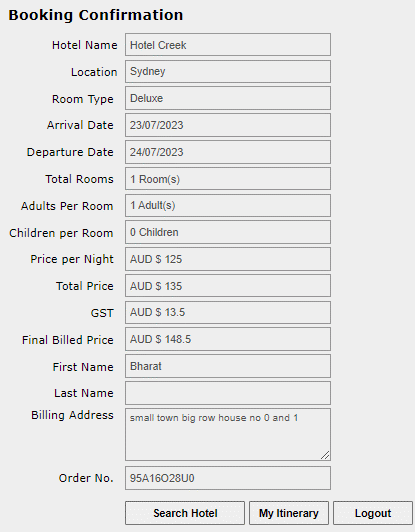 Booking Confirmation
Hotel Name Hotel Creek
Location Sydney
Room Type Deluxe
Arrival Date 23/07/2023
Departure Date 24/07/2023
Total Rooms 1 Room(s)
Adults Per Room 1 Adult(s)
Children per Room 0 Children
Price per Night AUD $ 125
Total Price AUD $ 135
GST AUD $ 13.5
Final Billed Price AUD $ 148.5
First Name Bharat
Last Name
Billing Address small town big row house no 0 and 1
Order No. 95A16O28U0
Search Hotel My Itinerary Logout